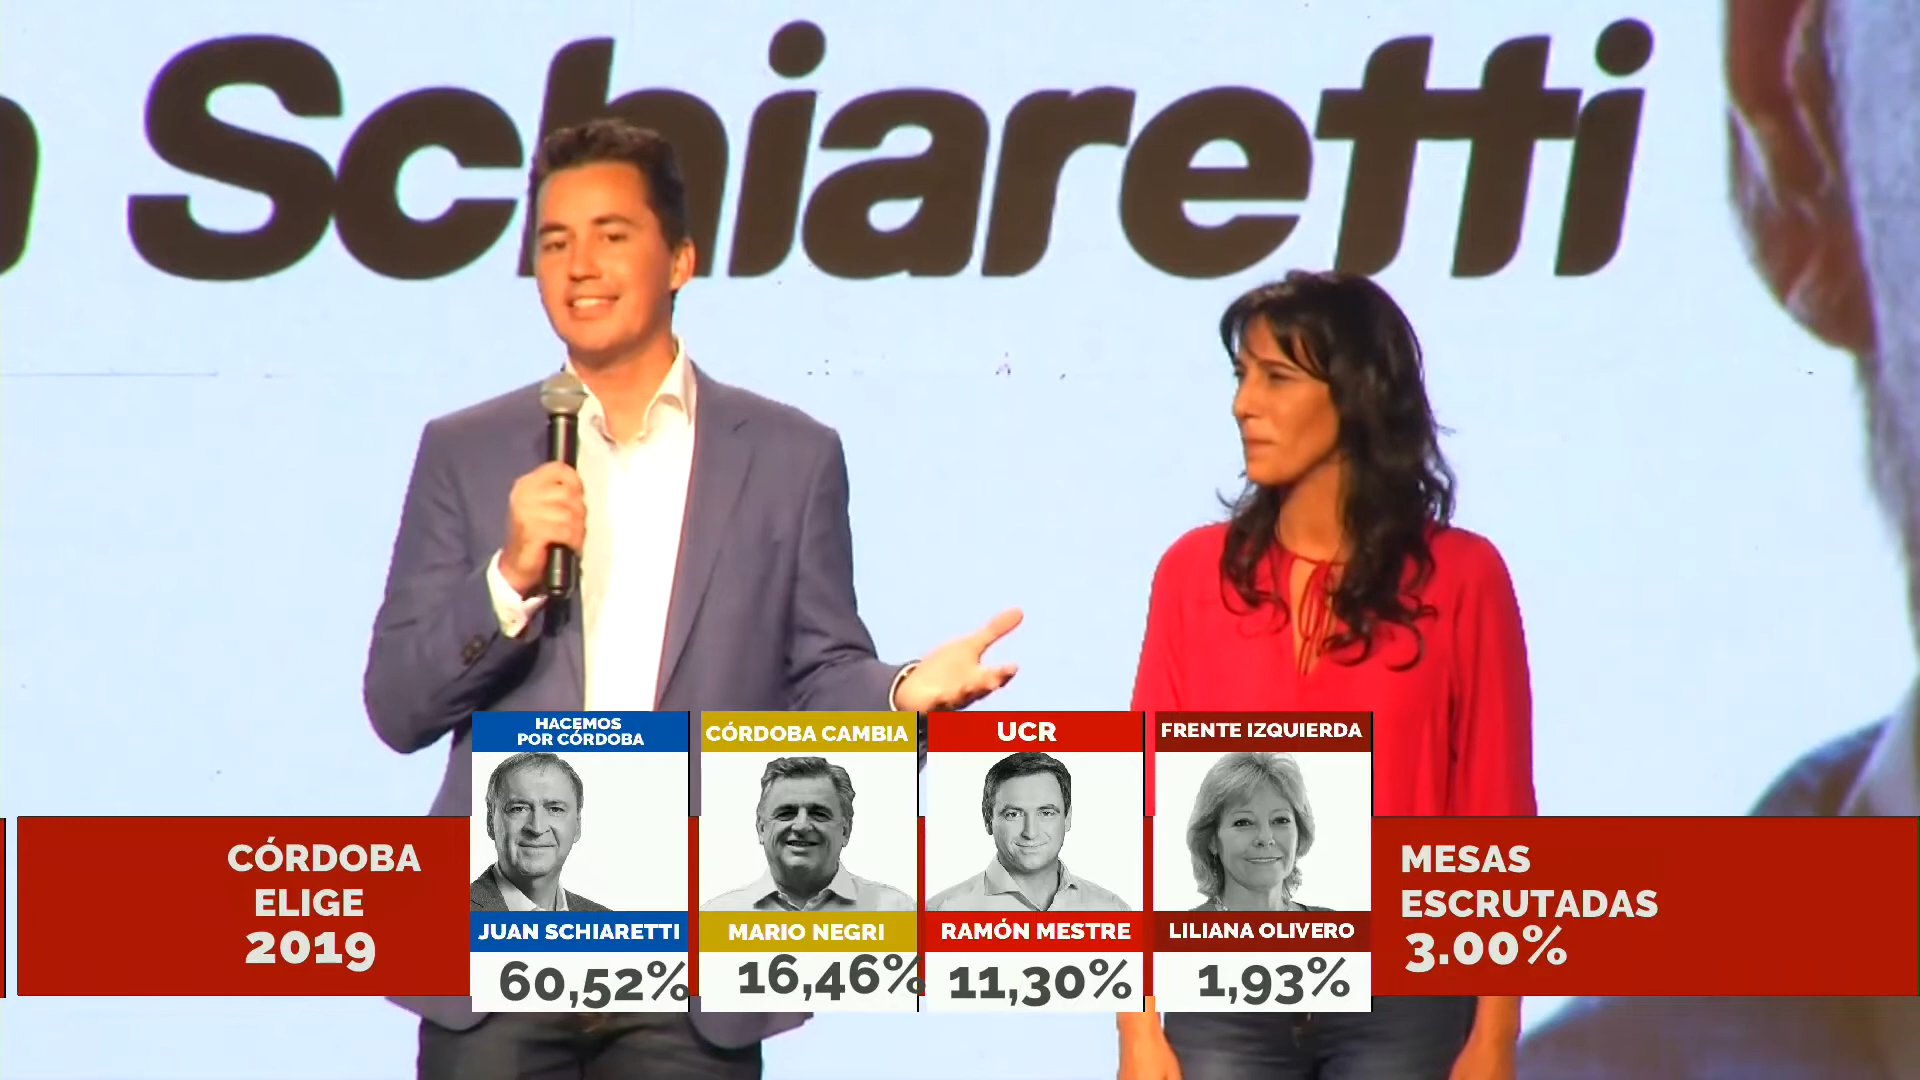 n Schiaretti
HACEMOS
POR CÓRDOBA
CÓRDOBA CAMBIA
UCR
FRENTE IZQUIERDA
CÓRDOBA
ELIGE
2019
JUAN SCHIARETTI
MARIO NEGRI
RAMÓN MESTRE
LILIANA OLIVERO
60,52%
16,46%
11,30%
1,93%
MESAS
ESCRUTADAS
3.00%